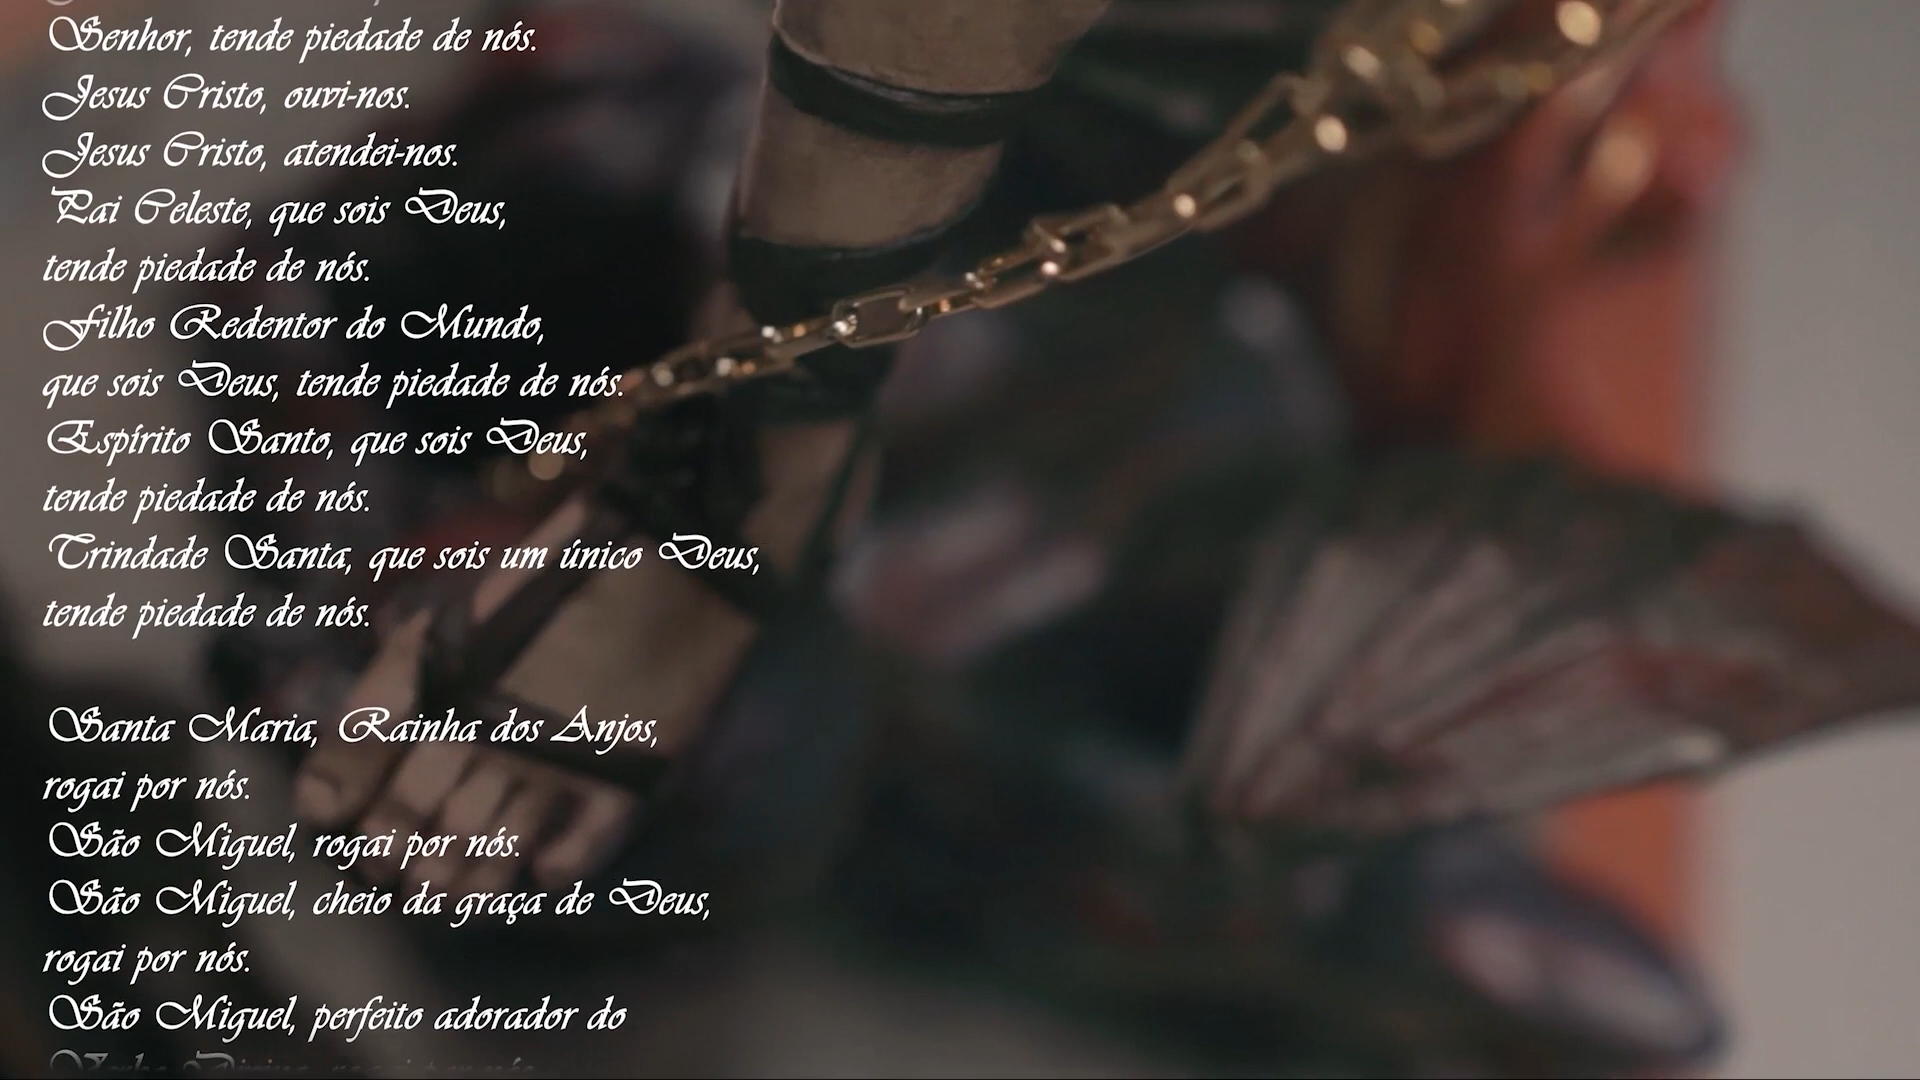 Senhor, tende piedade de nós.
Jesus Cristo, ouvi-nos.
Jesus Cristo, atendei-nos.
Pai Celeste, que sois Deus,
tende piedade de nós.
Filho Redentor do Mundo,
que sois Deus, tende piedade de nós.
Espírito Santo, que sois Deus,
tende piedade de nós.
Trindade Santa, que sois um único Deus,
tende piedade de nós.
Santa Maria, Rainha dos Anjos,
rogai por nós.
São Miguel, rogai por nós.
São Miguel, cheio da graça de Deus,
rogai por nós.
São Miguel, perfeito adorador do